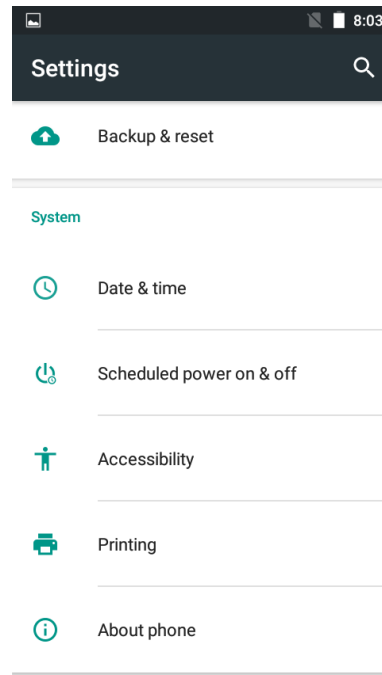 8:03
Settings
Backup & reset
System
Date & time
Scheduled power on & off
Accessibility
Printing
About phone